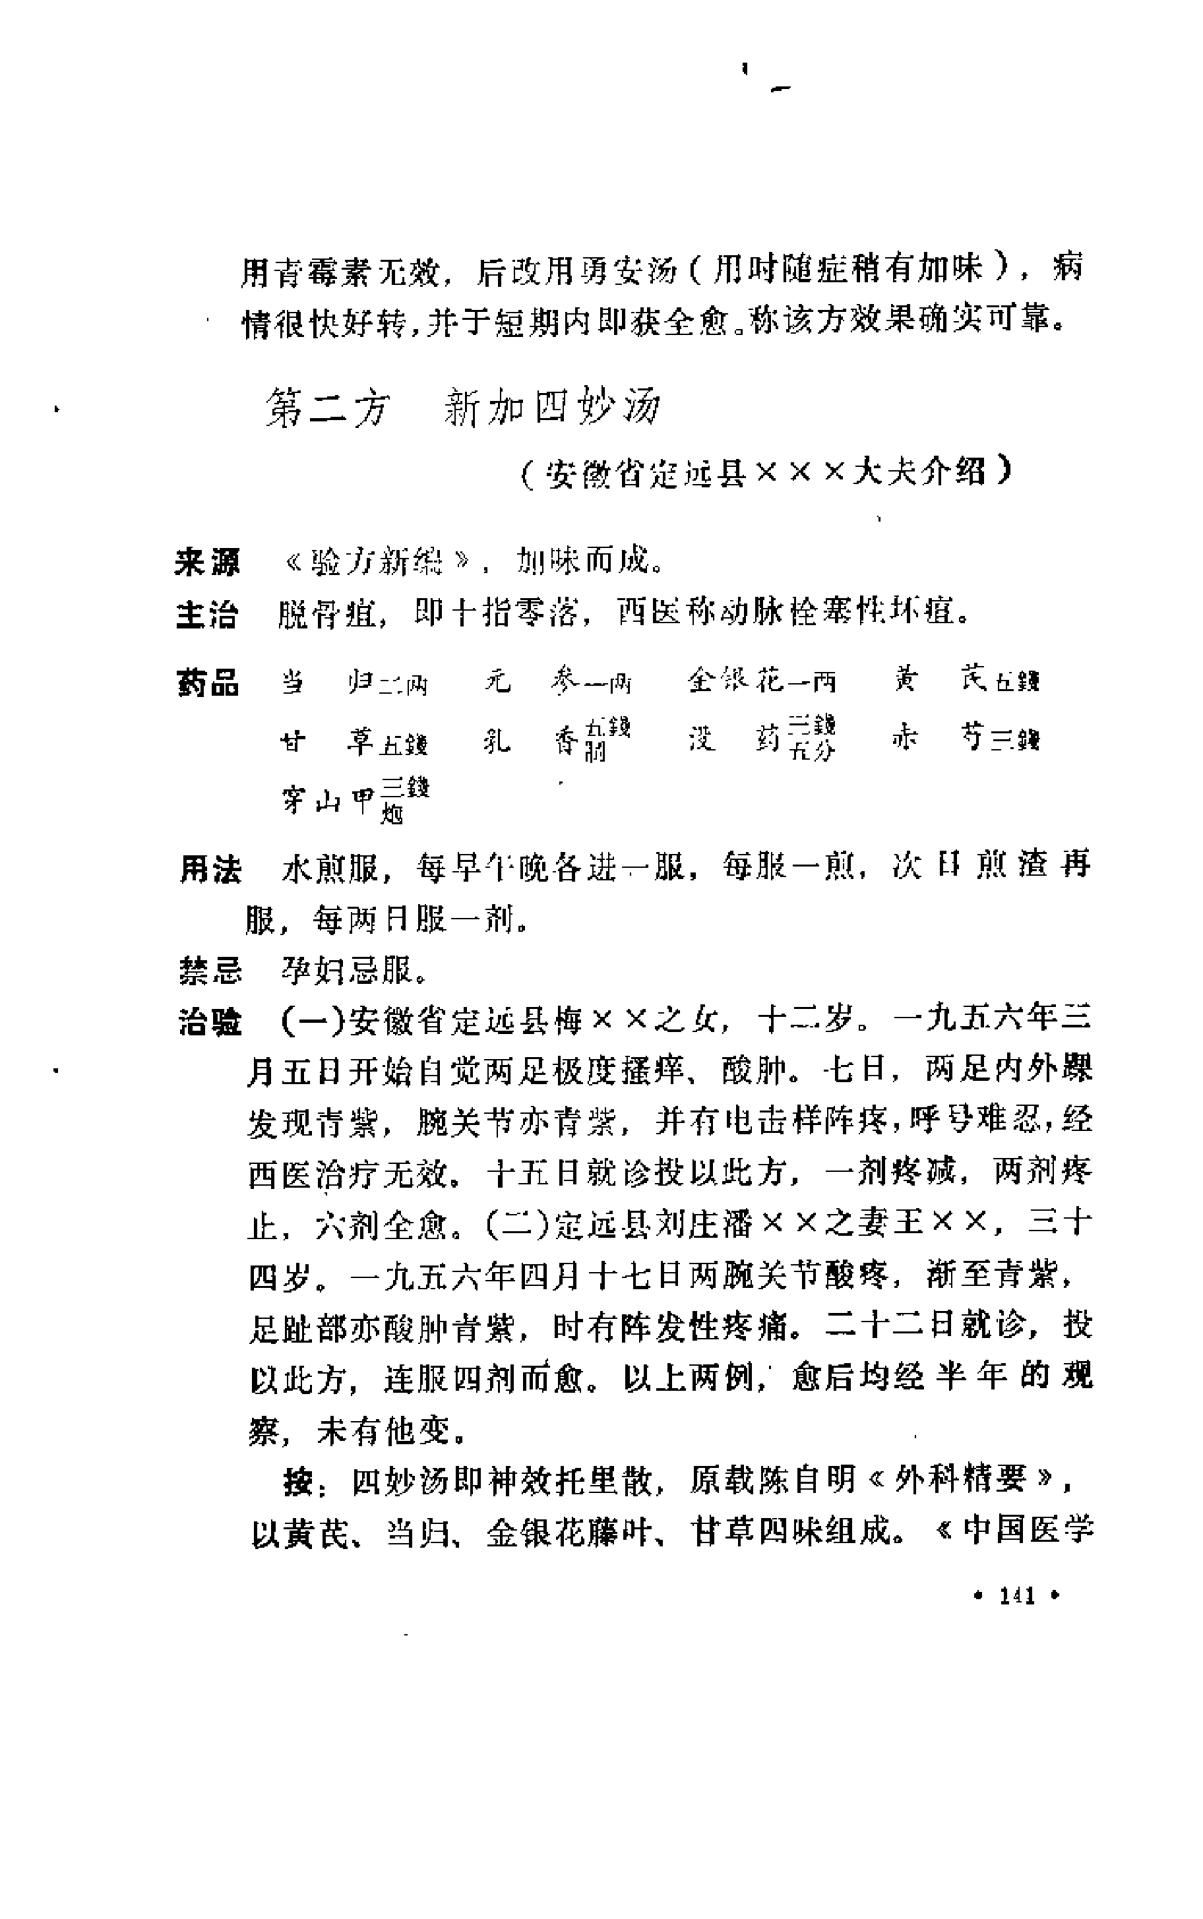 用青霉素无效，后改用勇安汤（用时随症稍有加味），病
情很快好转，并于短期内即获全愈。称该方效果确实可靠。
第二方 新加四妙汤
（安徽省定远县×××大夫介绍）
来源 《验方新编》，加味而成。
主治 脱骨疽，即十指零落，西医称动脉栓塞性坏疽。
药品 当归二两 元参一两 金银花一两 黄芪五錢
甘草五錢 乳香五錢 没药三錢五分 赤芍三錢
穿山甲三錢炮
用法 水煎服，每早午晚各进一服，每服一煎，次日煎渣再
服，每两日服一剂。
禁忌 孕妇忌服。
治验 (一)安徽省定远县梅××之女，十二岁。一九五六年三
月五日开始自觉两足极度搔痒、酸肿。七日，两足内外踝
发现青紫，腕关节亦青紫，并有电击样阵疼，呼号难忍，经
西医治疗无效。十五日就诊投以此方，一剂疼减，两剂疼
止，六剂全愈。(二)定远县刘庄潘××之妻王××，三十
四岁。一九五六年四月十七日两腕关节酸疼，渐至青紫，
足趾部亦酸肿青紫，时有阵发性疼痛。二十二日就诊，投
以此方，连服四剂而愈。以上两例，愈后均经半年的观
察，未有他变。
按：四妙汤即神效托里散，原载陈自明《外科精要》，
以黄芪、当归、金银花藤叶、甘草四味组成。《中国医学
• 141 •